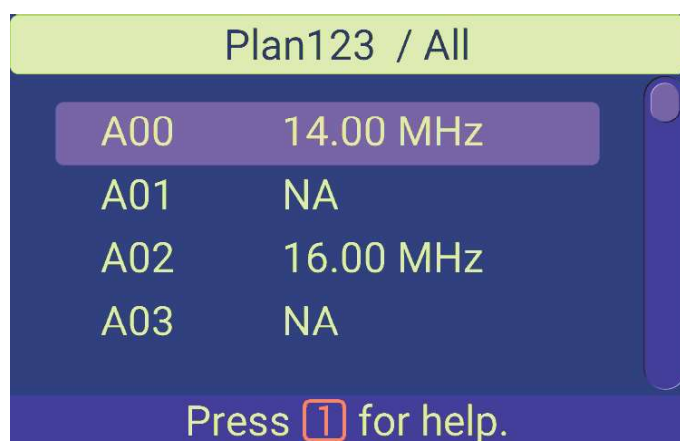 Plan123 / All
A00 14.00 MHz
A01 NA
A02 16.00 MHz
A03 NA
Press 1 for help.